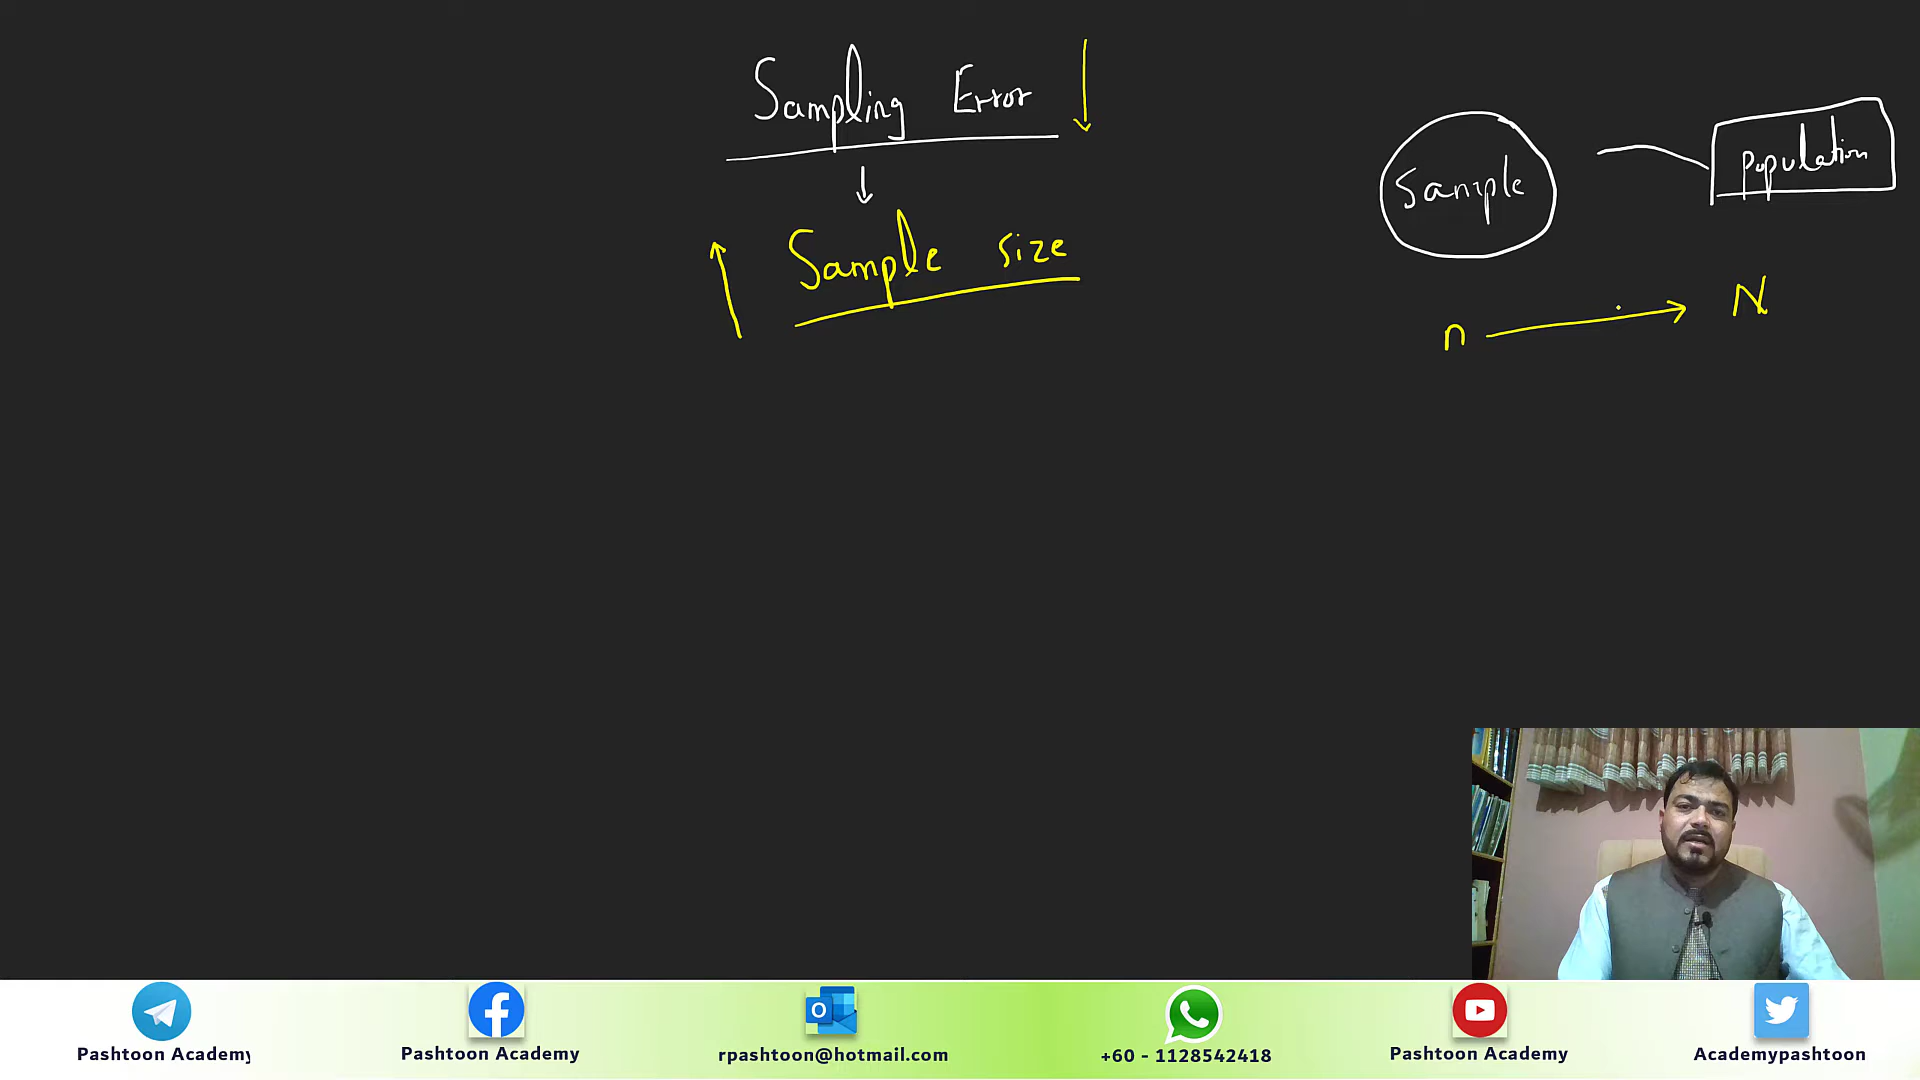 Sampling Error
Sample size
Sample
Population
n
N
Pashtoon Academy
Pashtoon Academy
rpashtoon@hotmail.com
+60 - 1128542418
Pashtoon Academy
Academypashtoon